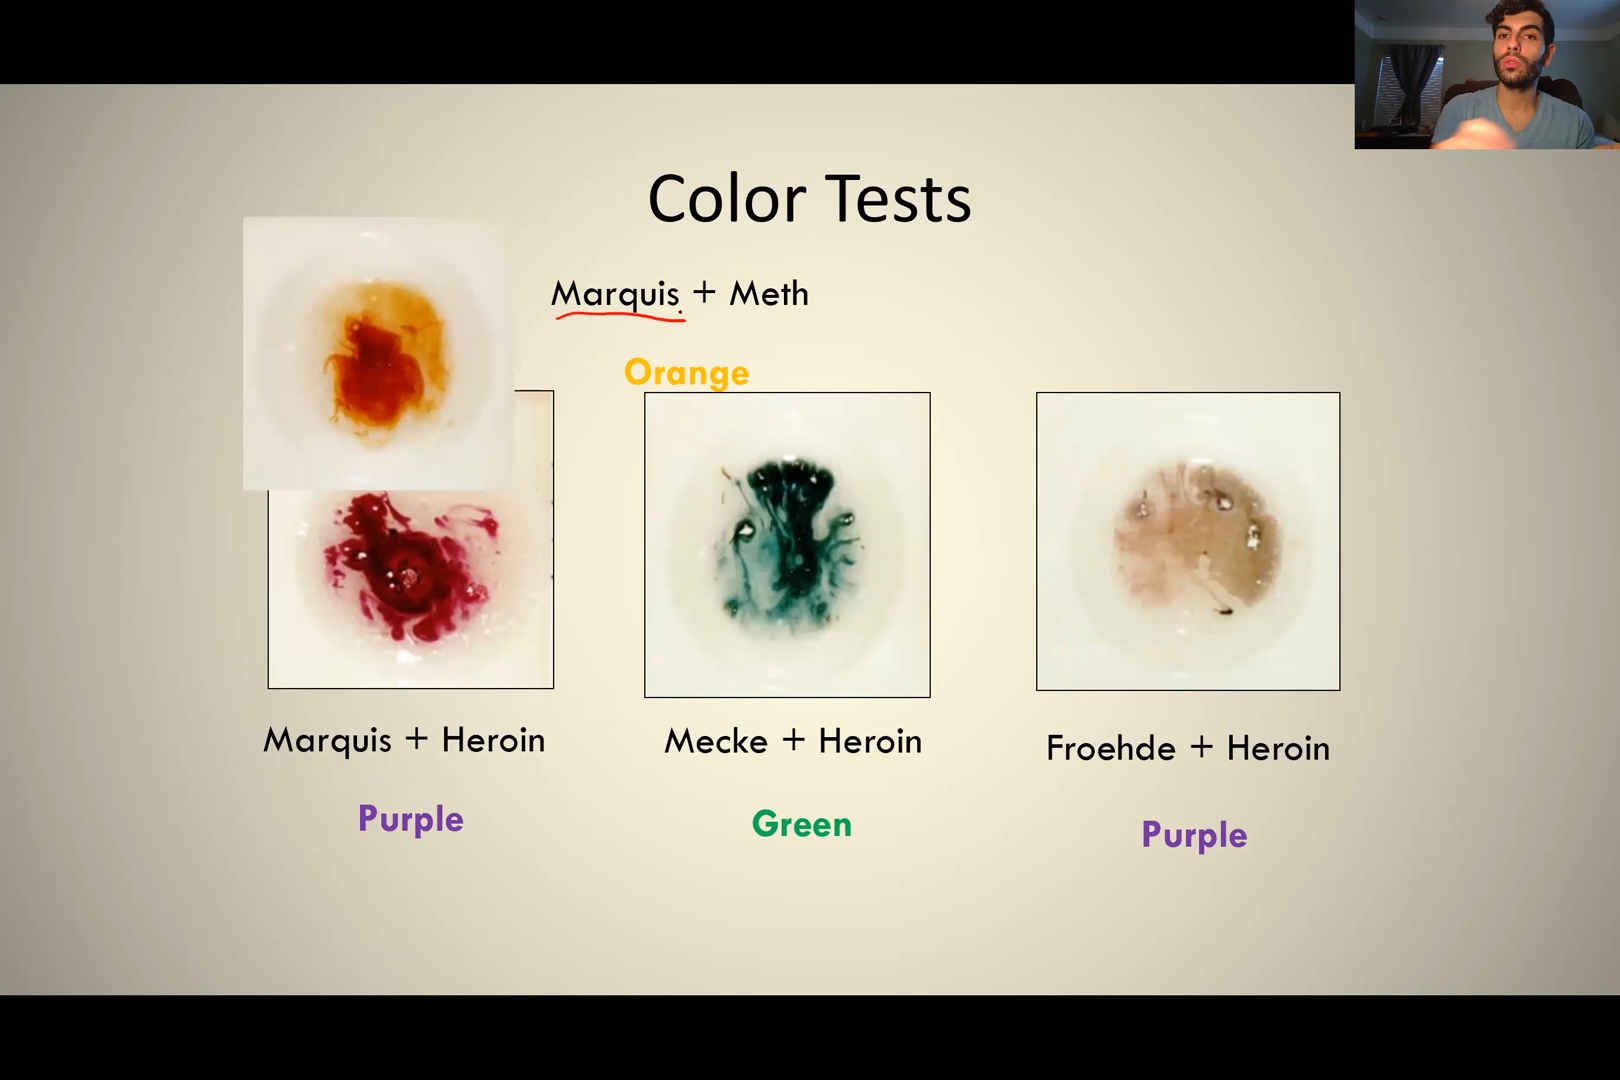 Color Tests
Marquis + Meth
Orange
Marquis + Heroin
Mecke + Heroin
Froehde + Heroin
Purple
Green
Purple